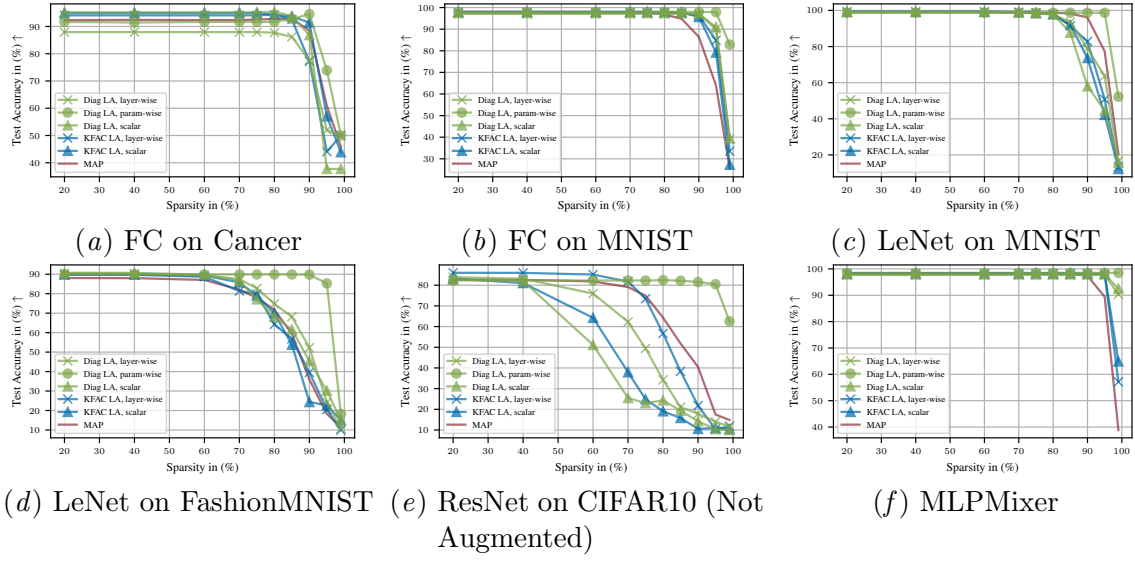 Test Accuracy in (%) ↑
90
80
70
60
50
40
Diag LA, layer-wise
Diag LA, param-wise
Diag LA, scalar
KFAC LA, layer-wise
KFAC LA, scalar
MAP
20 30 40 50 60 70 80 90 100
Sparsity in (%)
(a) FC on Cancer
Test Accuracy in (%) ↑
100
90
80
70
60
50
40
30
Diag LA, layer-wise
Diag LA, param-wise
Diag LA, scalar
KFAC LA, layer-wise
KFAC LA, scalar
MAP
20 30 40 50 60 70 80 90 100
Sparsity in (%)
(b) FC on MNIST
Test Accuracy in (%) ↑
100
80
60
40
20
Diag LA, layer-wise
Diag LA, param-wise
Diag LA, scalar
KFAC LA, layer-wise
KFAC LA, scalar
MAP
20 30 40 50 60 70 80 90 100
Sparsity in (%)
(c) LeNet on MNIST
Test Accuracy in (%) ↑
90
80
70
60
50
40
30
20
10
Diag LA, layer-wise
Diag LA, param-wise
Diag LA, scalar
KFAC LA, layer-wise
KFAC LA, scalar
MAP
20 30 40 50 60 70 80 90 100
Sparsity in (%)
(d) LeNet on FashionMNIST
Test Accuracy in (%) ↑
80
70
60
50
40
30
20
10
Diag LA, layer-wise
Diag LA, param-wise
Diag LA, scalar
KFAC LA, layer-wise
KFAC LA, scalar
MAP
20 30 40 50 60 70 80 90 100
Sparsity in (%)
(e) ResNet on CIFAR10 (Not
Augmented)
Test Accuracy in (%) ↑
100
90
80
70
60
50
40
Diag LA, layer-wise
Diag LA, param-wise
Diag LA, scalar
KFAC LA, layer-wise
KFAC LA, scalar
MAP
20 30 40 50 60 70 80 90 100
Sparsity in (%)
(f) MLPMixer